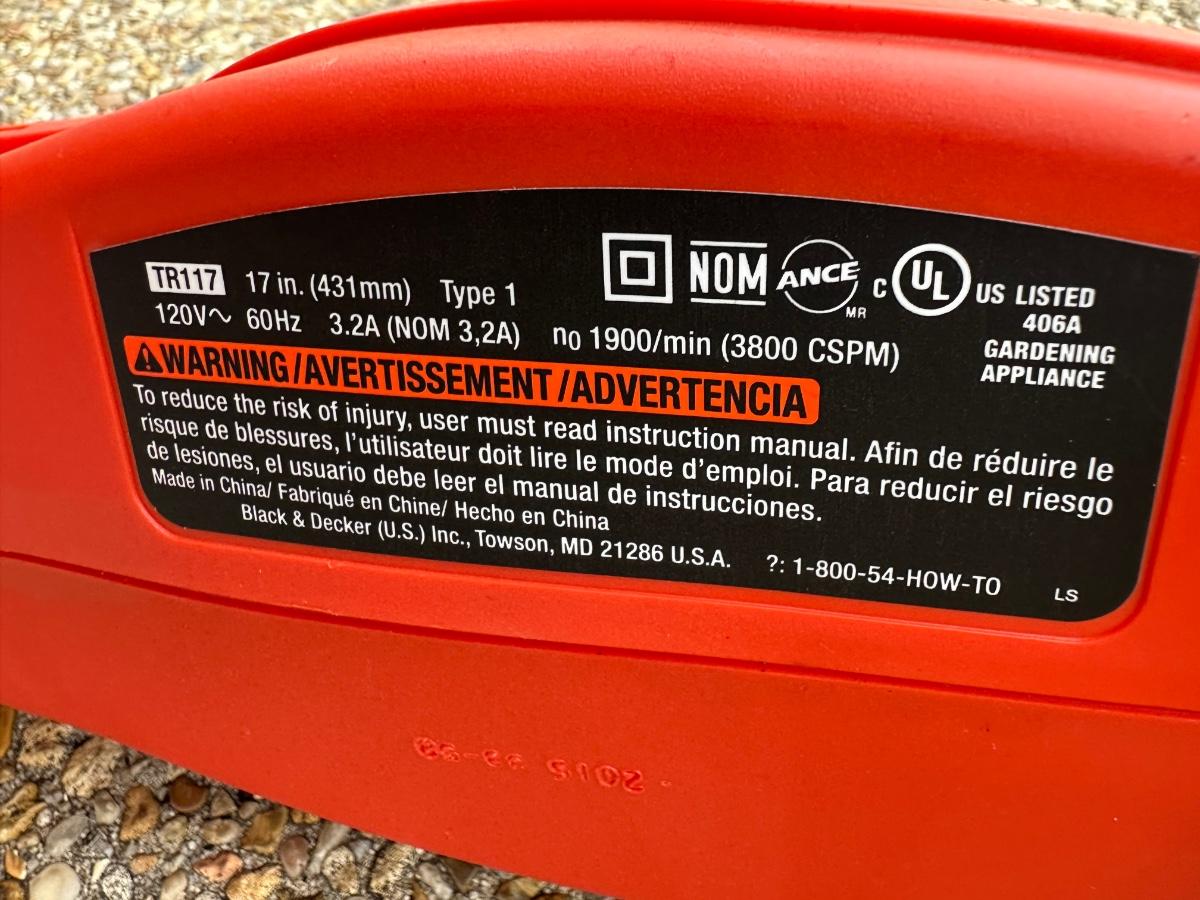 TR117 17 in. (431mm) Type 1
120V~ 60Hz 3.2A (NOM 3,2A) n0 1900/min (3800 CSPM)
NOM ANCE MR C UL US LISTED
406A
GARDENING
APPLIANCE
WARNING/AVERTISSEMENT/ADVERTENCIA
To reduce the risk of injury, user must read instruction manual. Afin de réduire le
risque de blessures, l'utilisateur doit lire le mode d'emploi. Para reducir el riesgo
de lesiones, el usuario debe leer el manual de instrucciones.
Made in China/ Fabriqué en Chine/ Hecho en China
Black & Decker (U.S.) Inc., Towson, MD 21286 U.S.A. ?: 1-800-54-HOW-TO
LS